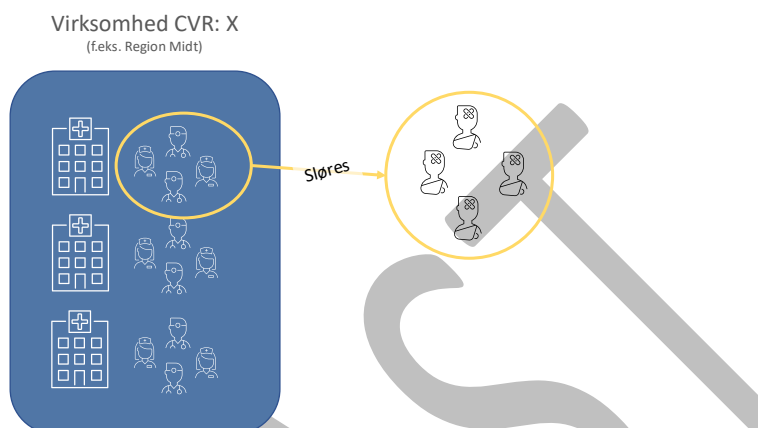 Virksomhed CVR: X
(f.eks. Region Midt)
Sløres